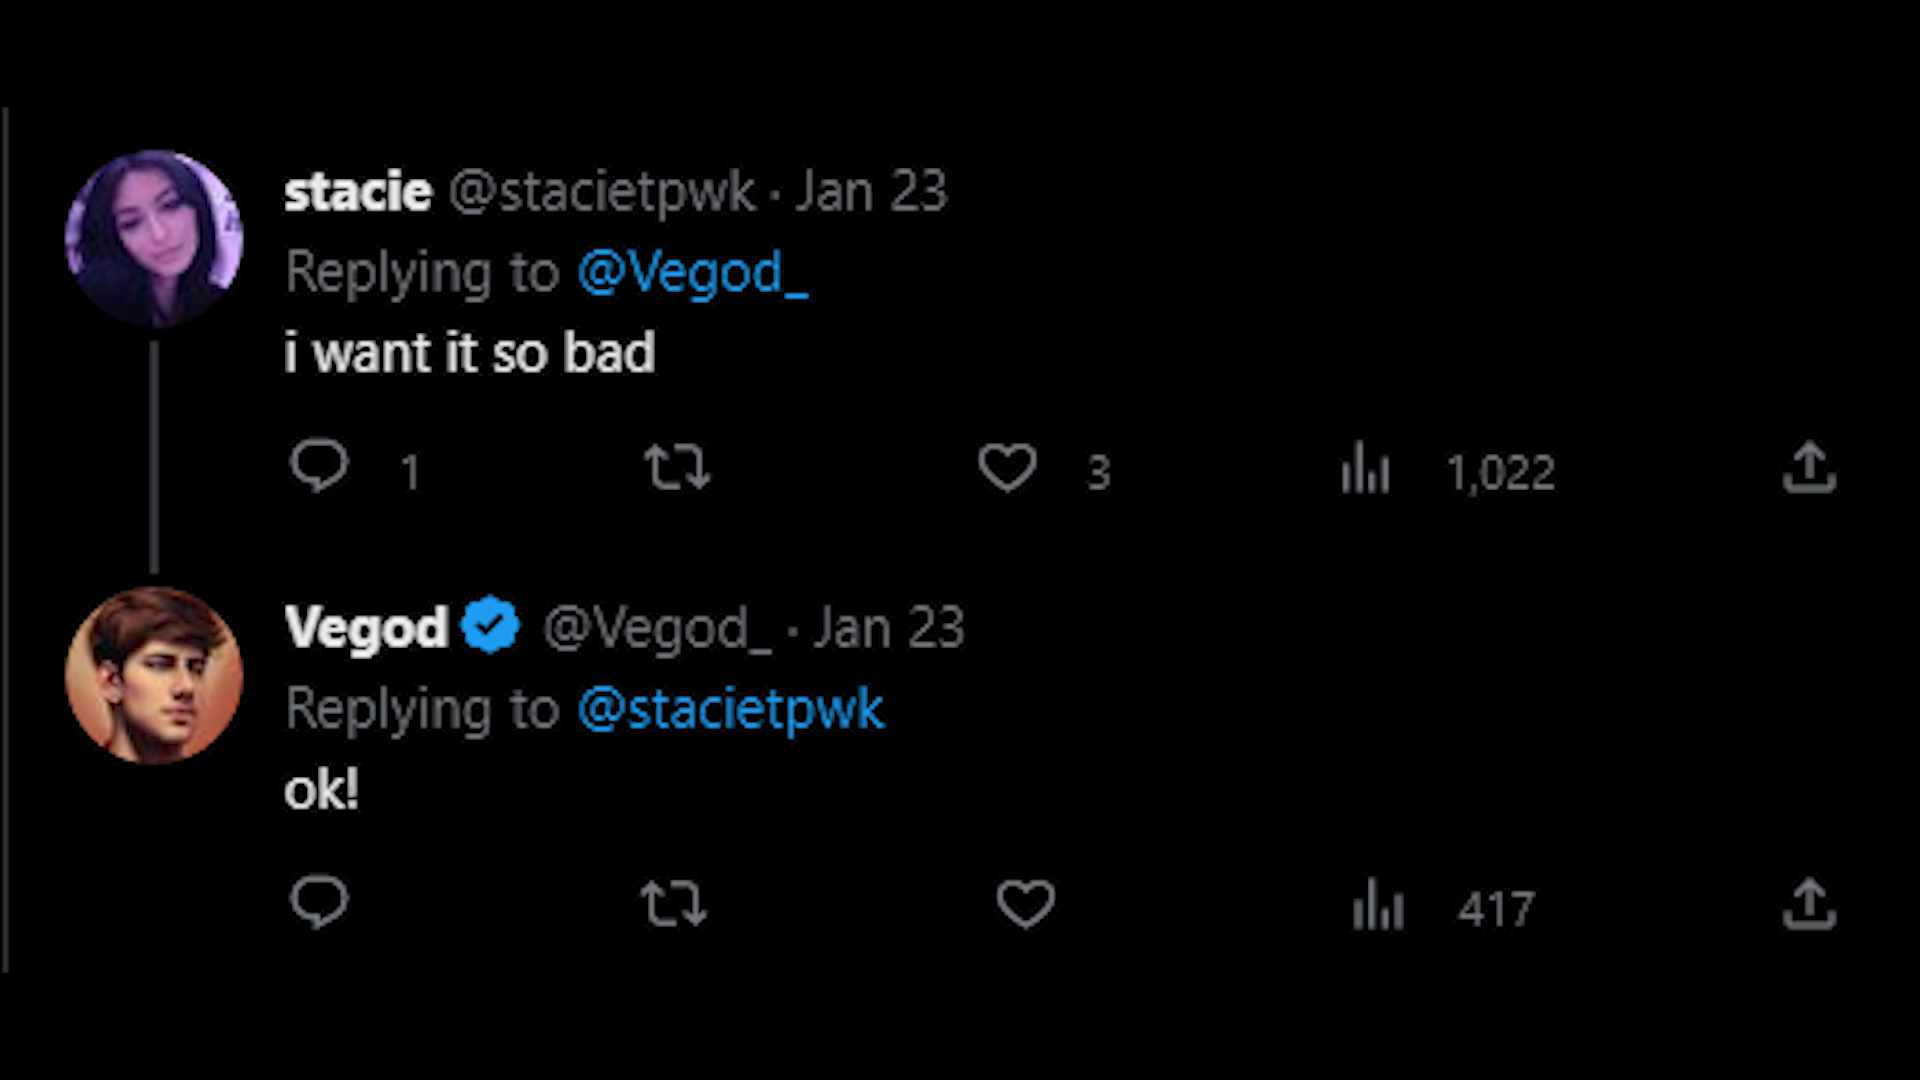 stacie @stacietpwk · Jan 23
Replying to @Vegod_
i want it so bad
1 3 1,022
Vegod @Vegod_ · Jan 23
Replying to @stacietpwk
ok!
417